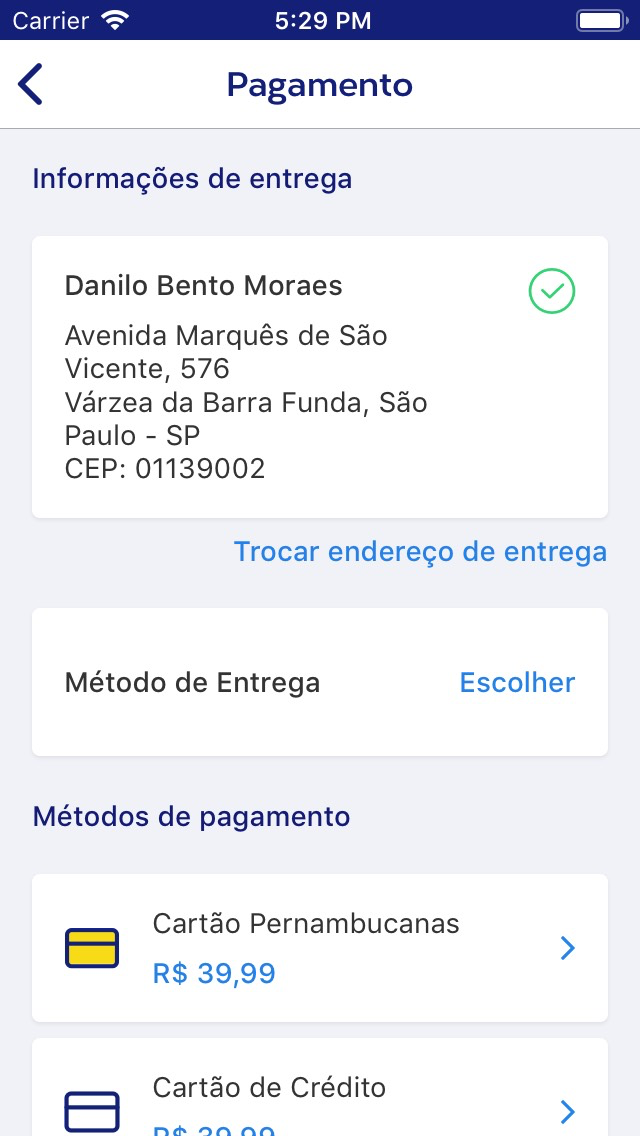 Carrier 5:29 PM
Pagamento
Informações de entrega
Danilo Bento Moraes
Avenida Marquês de São
Vicente, 576
Várzea da Barra Funda, São
Paulo - SP
CEP: 01139002
Trocar endereço de entrega
Método de Entrega Escolher
Métodos de pagamento
Cartão Pernambucanas
R$ 39,99
Cartão de Crédito
R$ 39,99